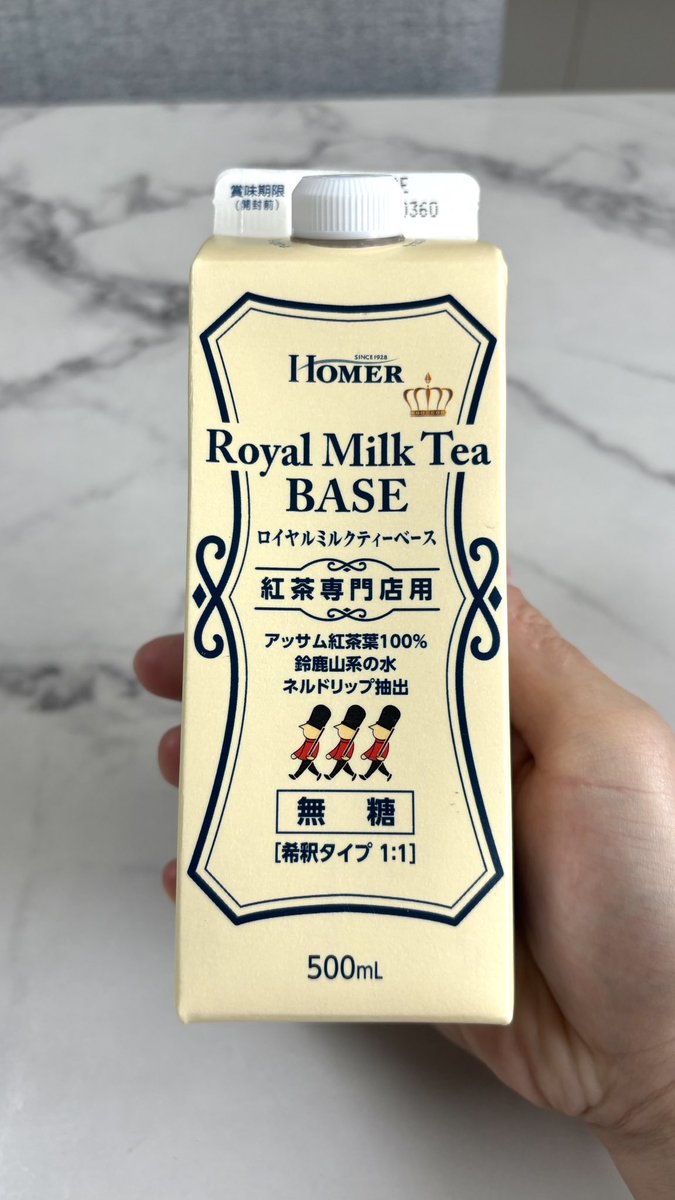 賞味期限
(開封前)
0360
SINCE 1928
HOMER
Royal Milk Tea
BASE
ロイヤルミルクティーベース
紅茶専門店用
アッサム紅茶葉100%
鈴鹿山系の水
ネルドリップ抽出
無 糖
[希釈タイプ 1:1]
500mL